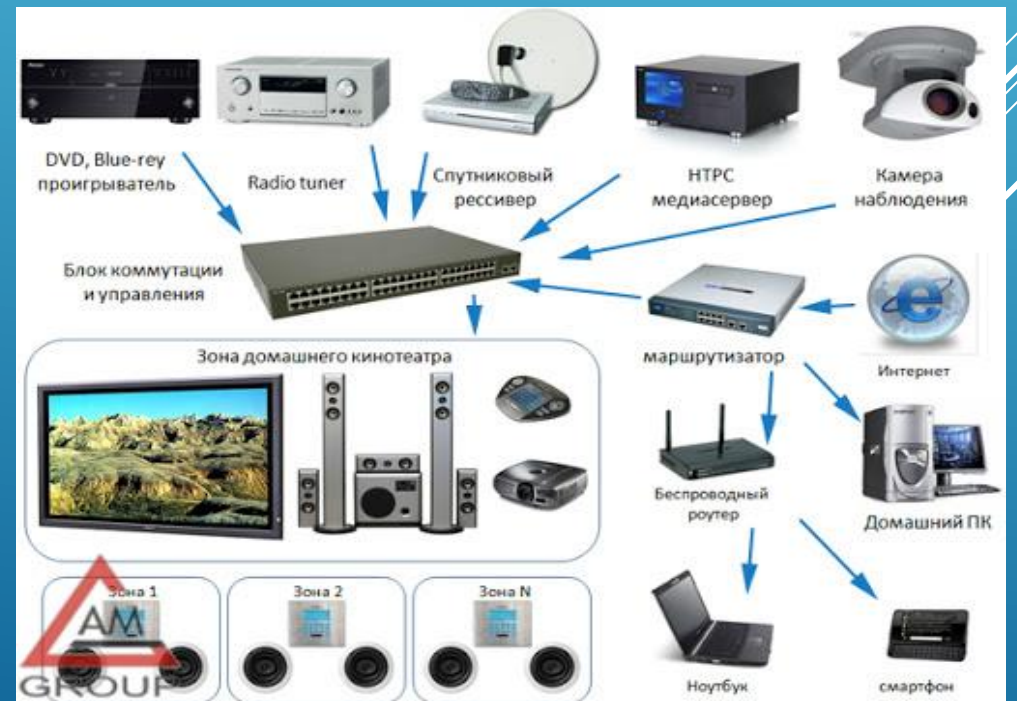 DVD, Blue-rey
проигрыватель
Radio tuner
Спутниковый
рессивер
HTPC
медиасервер
Камера
наблюдения
Блок коммутации
и управления
маршрутизатор
Интернет
Зона домашнего кинотеатра
Беспроводный
роутер
Домашний ПК
Зона 1
Зона 2
Зона N
AM
GROUP
Ноутбук
смартфон